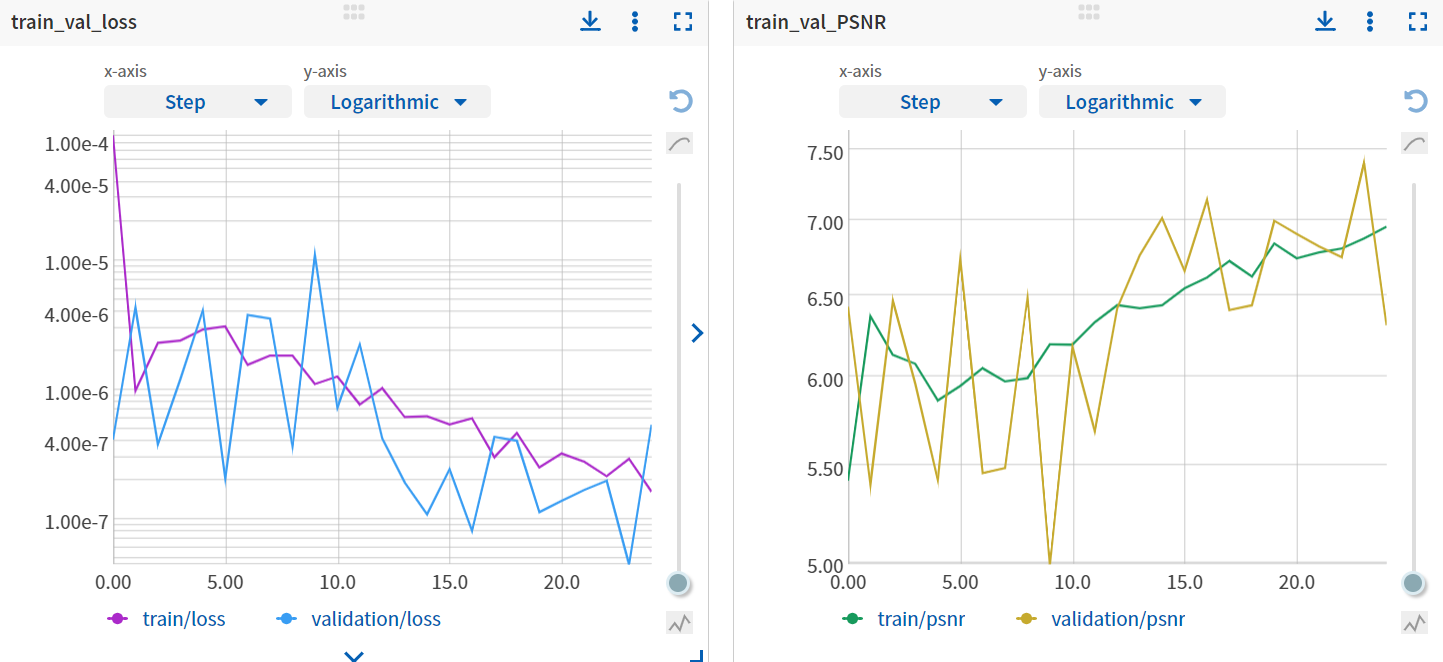 train_val_loss
x-axis
y-axis
Step
Logarithmic
1.00e-4
4.00e-5
1.00e-5
4.00e-6
1.00e-6
4.00e-7
1.00e-7
0.00
5.00
10.0
15.0
20.0
train/loss
validation/loss
train_val_PSNR
x-axis
y-axis
Step
Logarithmic
7.50
7.00
6.50
6.00
5.50
5.00
0.00
5.00
10.0
15.0
20.0
train/psnr
validation/psnr